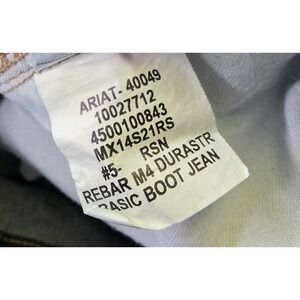 ARIAT- 40049
10027712
4500100843
MX14S21RS
#5- RSN
REBAR M4 DURASTR
BASIC BOOT JEAN